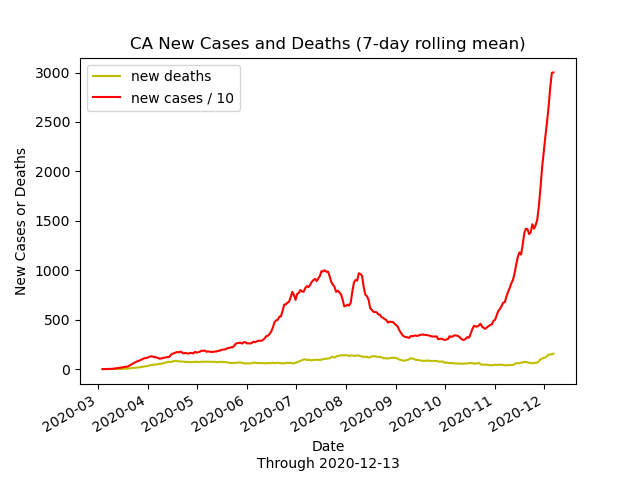 CA New Cases and Deaths (7-day rolling mean)
new deaths
new cases / 10
3000
2500
2000
1500
1000
500
0
New Cases or Deaths
2020-03
2020-04
2020-05
2020-06
2020-07
2020-08
2020-09
2020-10
2020-11
2020-12
Date
Through 2020-12-13